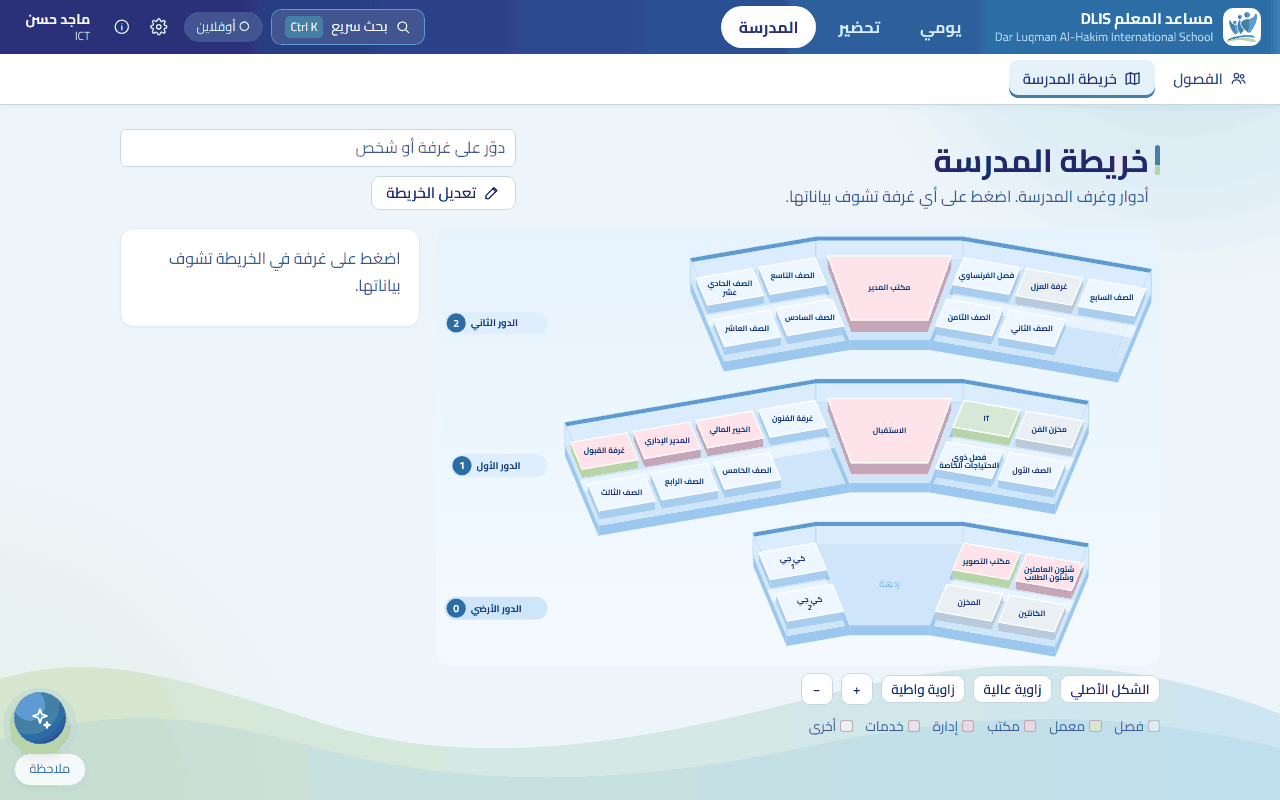 مساعد المعلم DLIS
Dar Luqman Al-Hakim International School
يومي
تحضير
المدرسة
بحث سريع Ctrl K
أوفلاين
ماجد حسن
ICT
الفصول
خريطة المدرسة
خريطة المدرسة
أدوار وغرف المدرسة. اضغط على أي غرفة تشوف بياناتها.
دوّر على غرفة أو شخص
تعديل الخريطة
اضغط على غرفة في الخريطة تشوف
بياناتها.
الصف السابع
غرفة العزل
فصل الفرنساوي
مكتب المدير
الصف التاسع
الصف الحادي
عشر
الصف الثاني
الصف الثامن
الصف السادس
الصف العاشر
الدور الثاني 2
مخزن الفن
IT
الاستقبال
غرفة الفنون
الخبير المالي
المدير الإداري
غرفة القبول
الصف الأول
فصل ذوي
الاحتياجات الخاصة
الصف الخامس
الصف الرابع
الصف الثالث
الدور الأول 1
شئون العاملين
وشئون الطلاب
مكتب التصوير
ردهة
كي جي
1
الكانتين
المخزن
كي جي
2
الدور الأرضي 0
الشكل الأصلي
زاوية عالية
زاوية واطية
+
−
فصل
معمل
مكتب
إدارة
خدمات
أخرى
ملاحظة